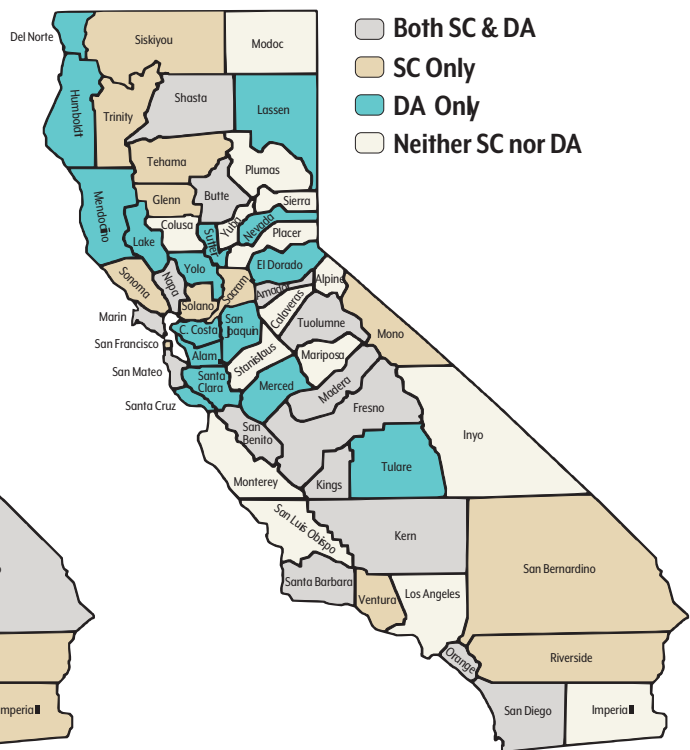 Both SC & DA
SC Only
DA Only
Neither SC nor DA
Del Norte
Siskiyou
Modoc
Humboldt
Trinity
Shasta
Lassen
Tehama
Plumas
Mendocino
Glenn
Butte
Sierra
Colusa
Lake
Sutter
Yuba
Nevada
Placer
Sonoma
Napa
Yolo
El Dorado
Solano
Sacram
Amador
Alpine
Marin
C. Costa
San
Joaquin
Calaveras
Tuolumne
Mono
San Francisco
Alam
Stanislaus
Mariposa
San Mateo
Santa
Clara
Merced
Madera
Santa Cruz
Fresno
San
Benito
Inyo
Monterey
Kings
Tulare
San Luis Obispo
Kern
San Bernardino
Santa Barbara
Ventura
Los Angeles
Orange
Riverside
San Diego
Imperial
mperial